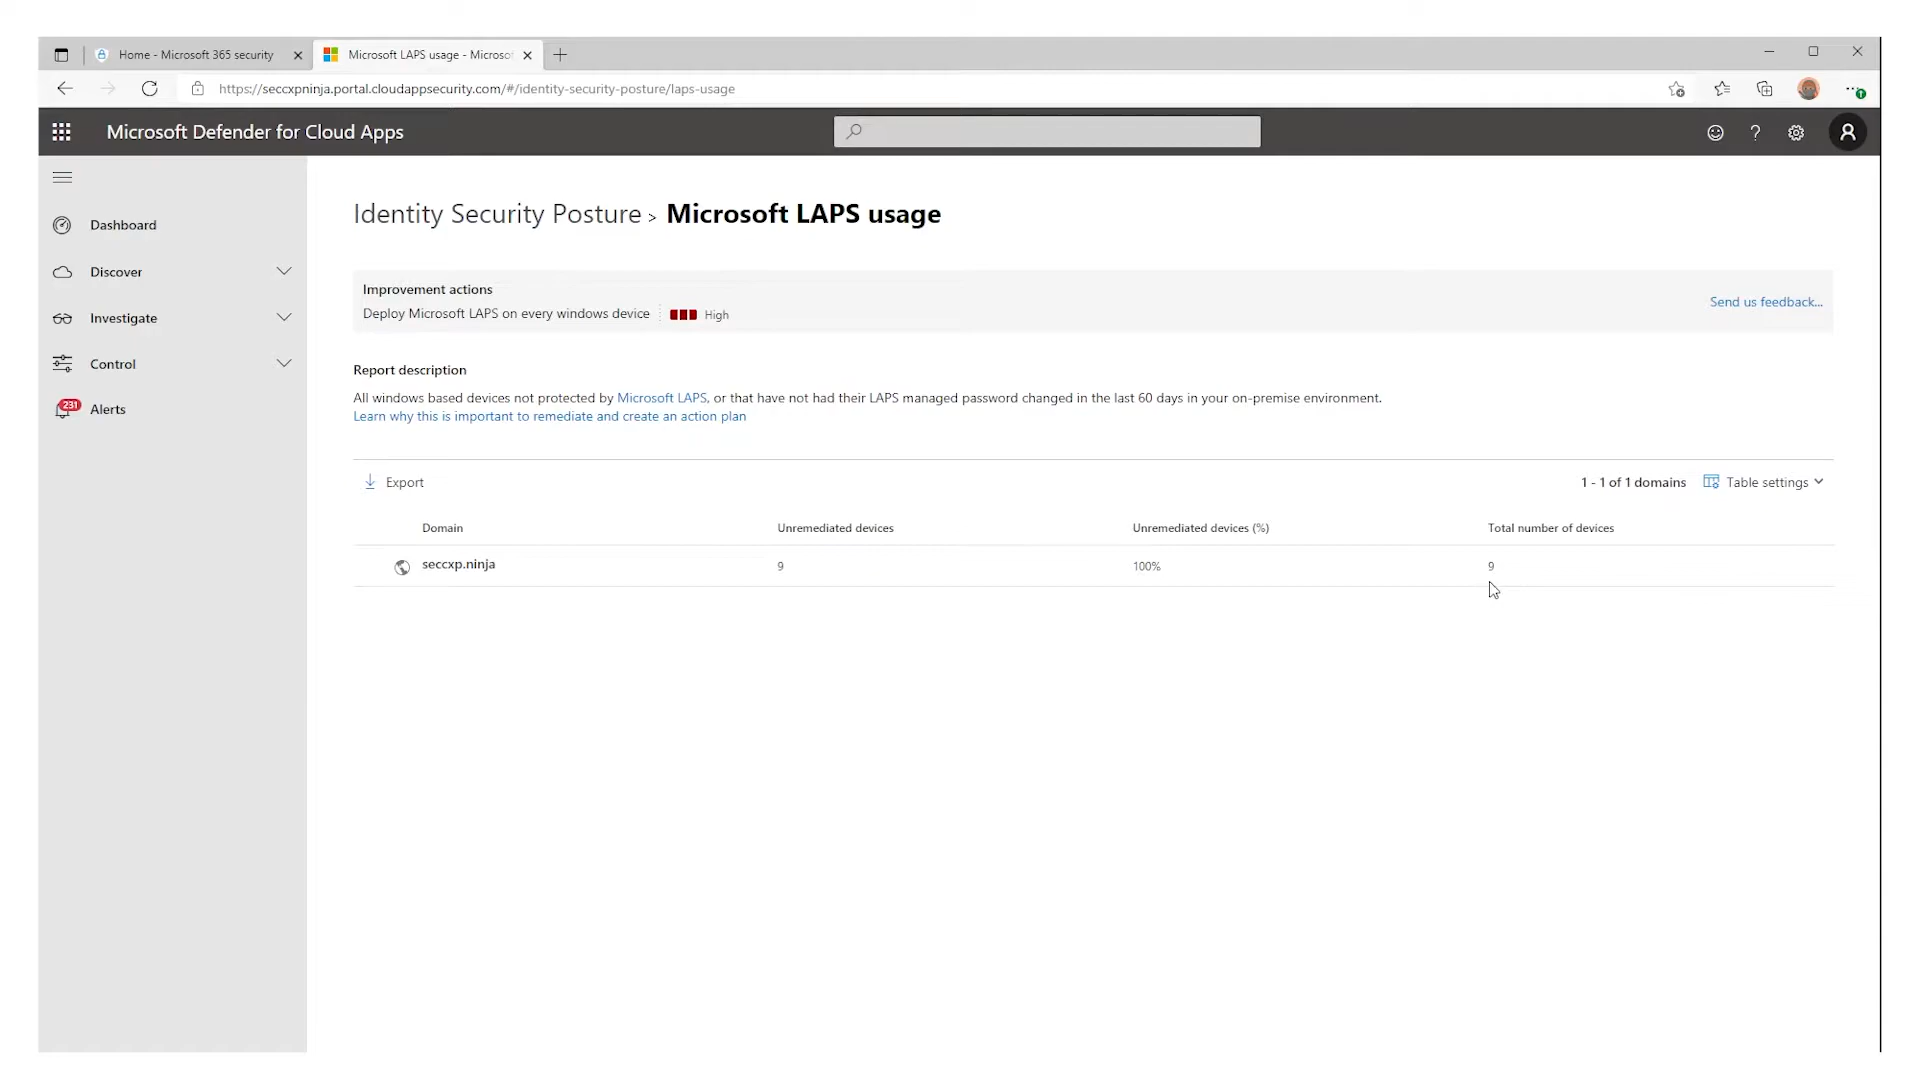 Home - Microsoft 365 security
Microsoft LAPS usage - Microsof
https://seccxpninja.portal.cloudappsecurity.com/#/identity-security-posture/laps-usage
Microsoft Defender for Cloud Apps
Dashboard
Discover
Investigate
Control
231
Alerts
Identity Security Posture > Microsoft LAPS usage
Improvement actions
Deploy Microsoft LAPS on every windows device
High
Send us feedback...
Report description
All windows based devices not protected by Microsoft LAPS, or that have not had their LAPS managed password changed in the last 60 days in your on-premise environment.
Learn why this is important to remediate and create an action plan
Export
1 - 1 of 1 domains
Table settings
Domain Unremediated devices Unremediated devices (%) Total number of devices
seccxp.ninja 9 100% 9